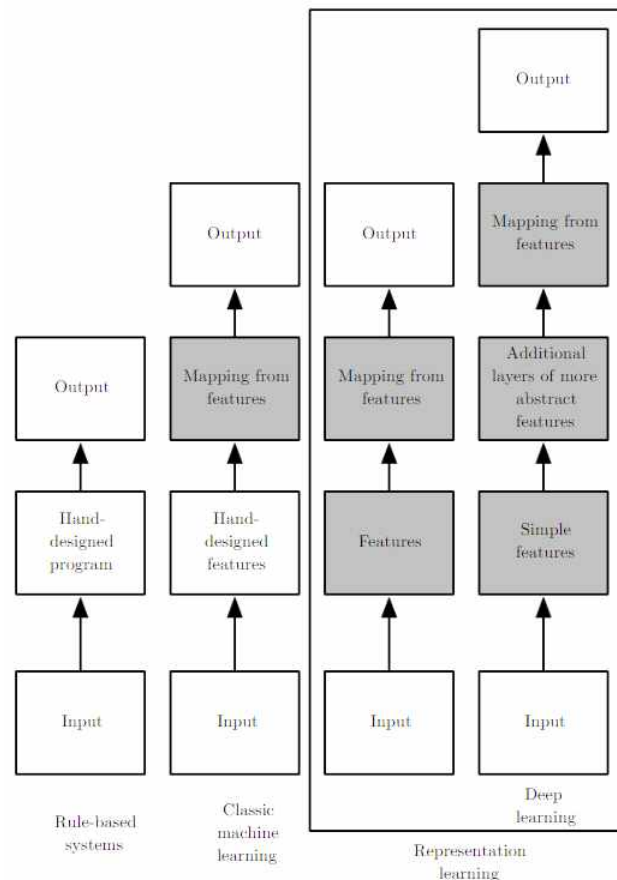 Output
Output
Output
Mapping from
features
Output
Mapping from
features
Mapping from
features
Additional
layers of more
abstract
features
Hand-
designed
program
Hand-
designed
features
Features
Simple
features
Input
Input
Input
Input
Rule-based
systems
Classic
machine
learning
Deep
learning
Representation
learning